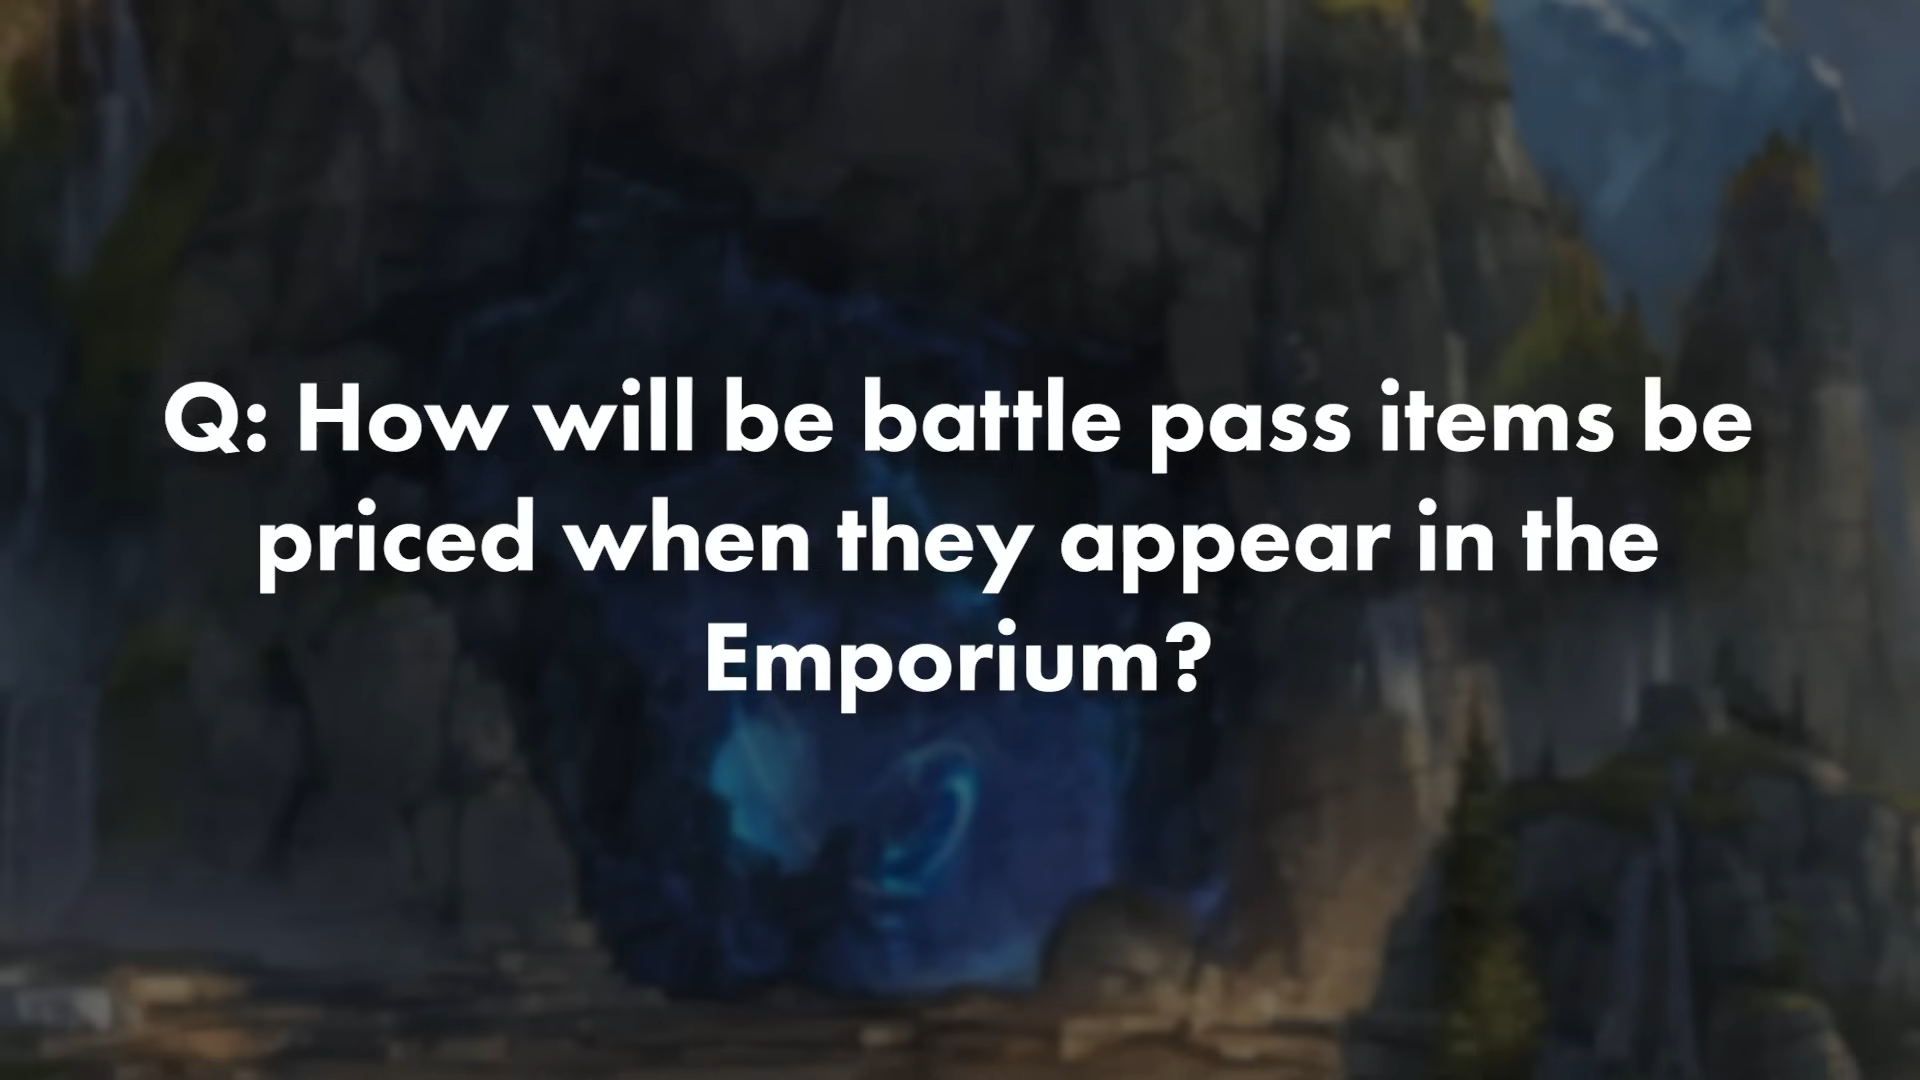 Q: How will be battle pass items be
priced when they appear in the
Emporium?